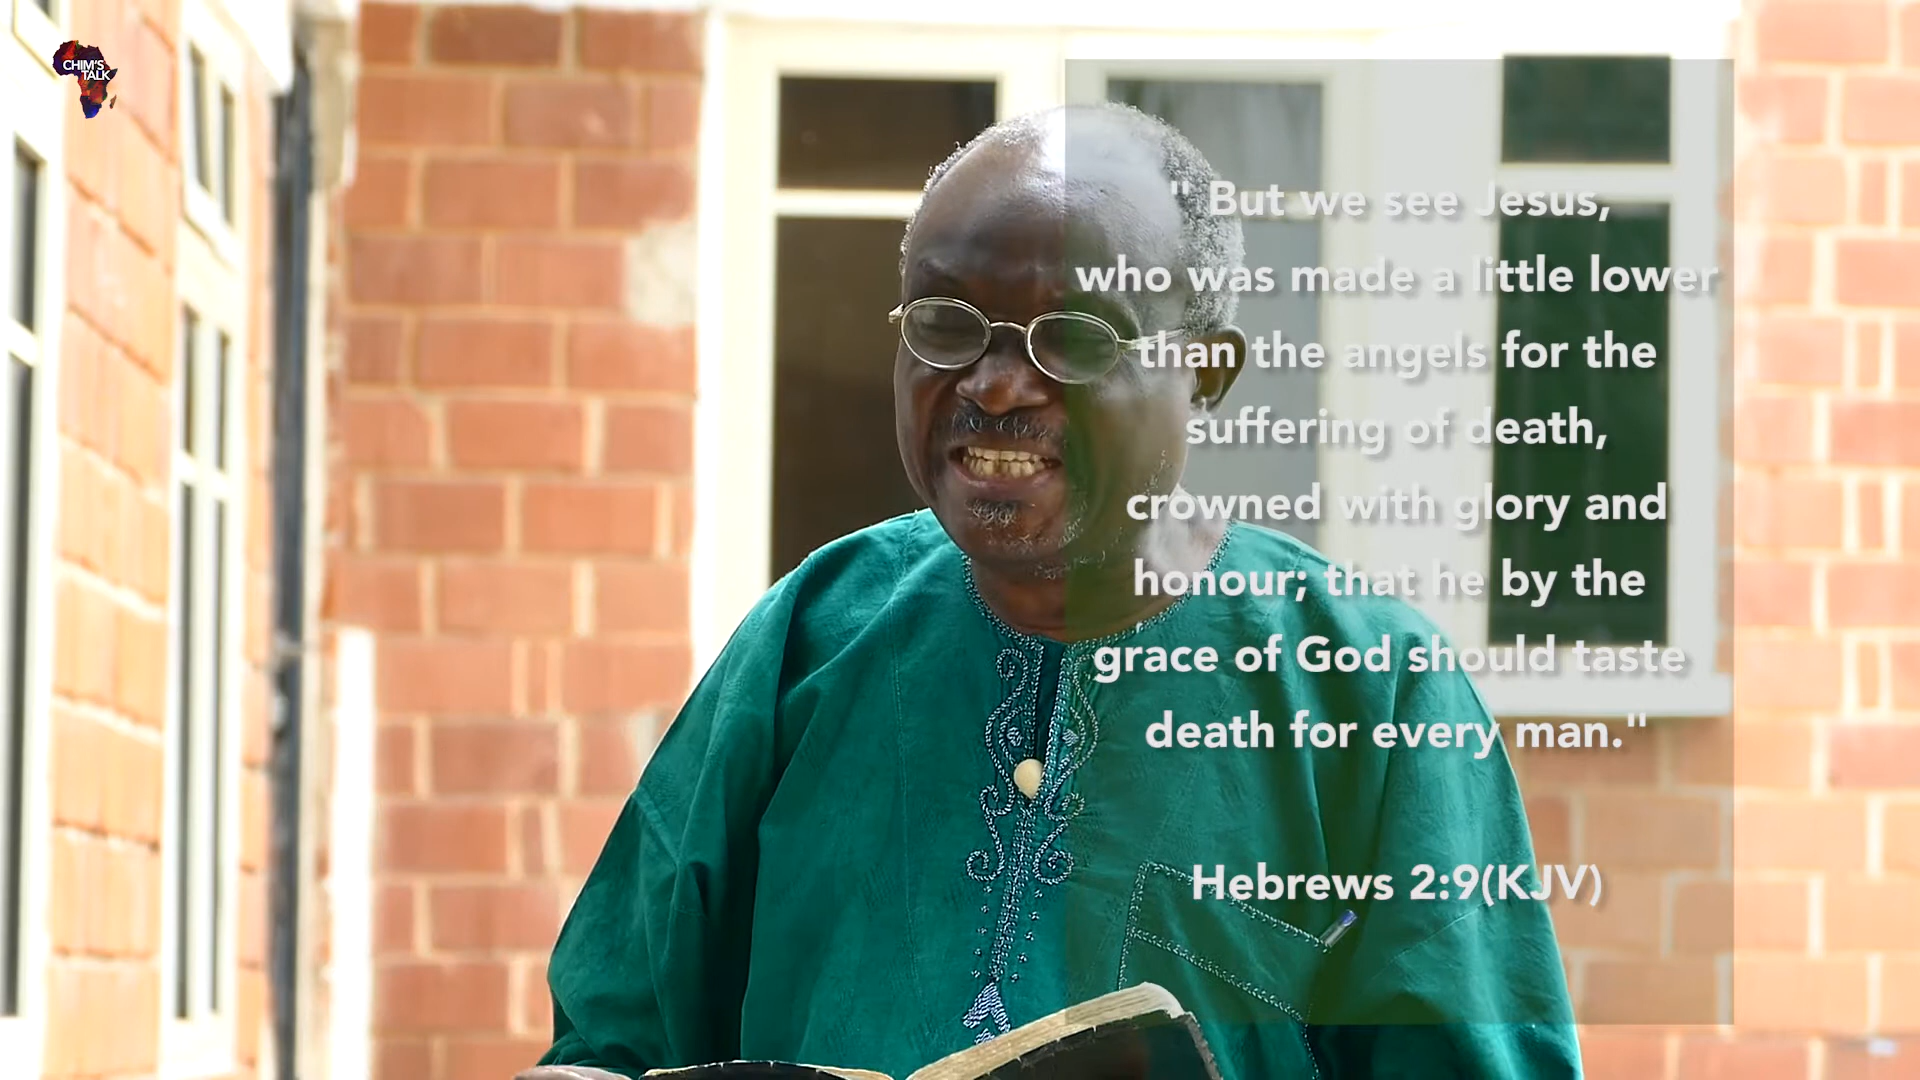 CHIM'S
TALK
" But we see Jesus,
who was made a little lower
than the angels for the
suffering of death,
crowned with glory and
honour; that he by the
grace of God should taste
death for every man."
Hebrews 2:9(KJV)